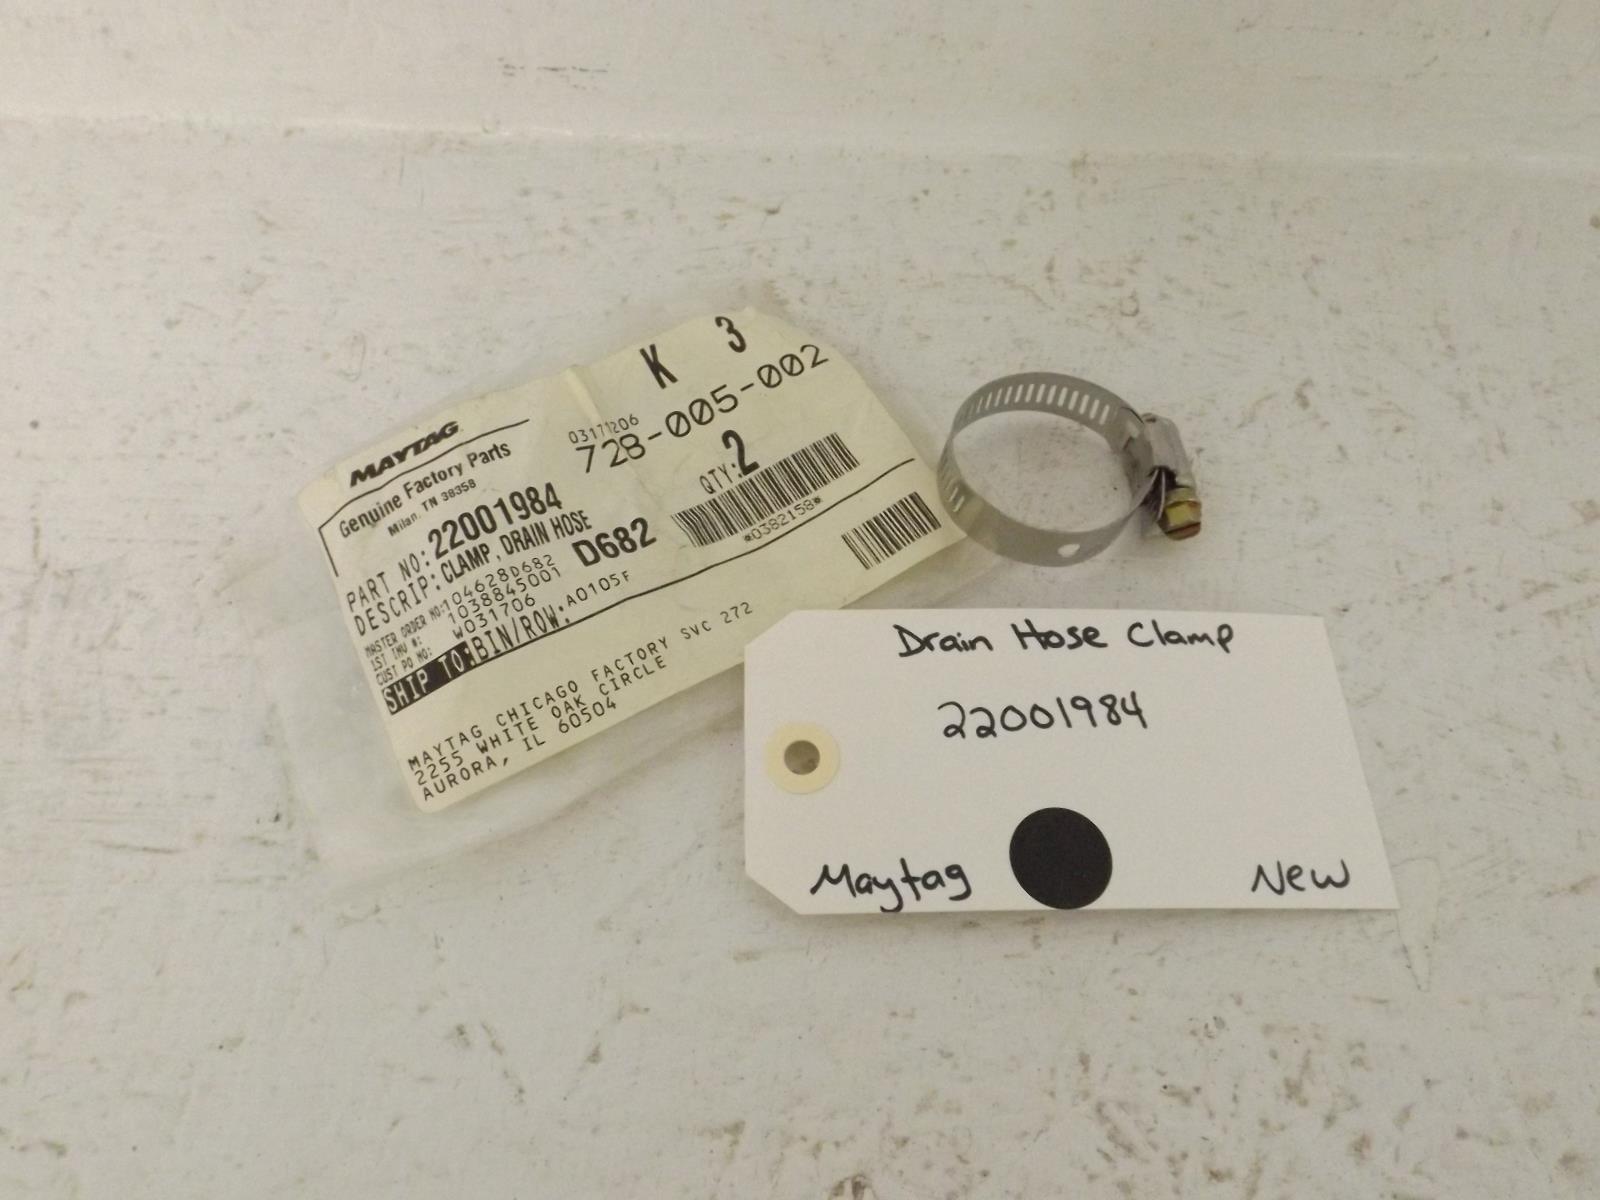 K 3
03171206
728-005-002
MAYTAG
Genuine Factory Parts
Milan, TN 38358
QTY: 2
*0382158*
PART NO: 22001984
DESCRIP: CLAMP, DRAIN HOSE
MASTER ORDER NO: 104628D682 D682
1ST INV #: 1038845001
CUST PO NO: W031706
SHIP TO: BIN/ROW: A0105F
MAYTAG CHICAGO FACTORY SVC 272
2255 WHITE OAK CIRCLE
AURORA, IL 60504
Drain Hose Clamp
22001984
Maytag New